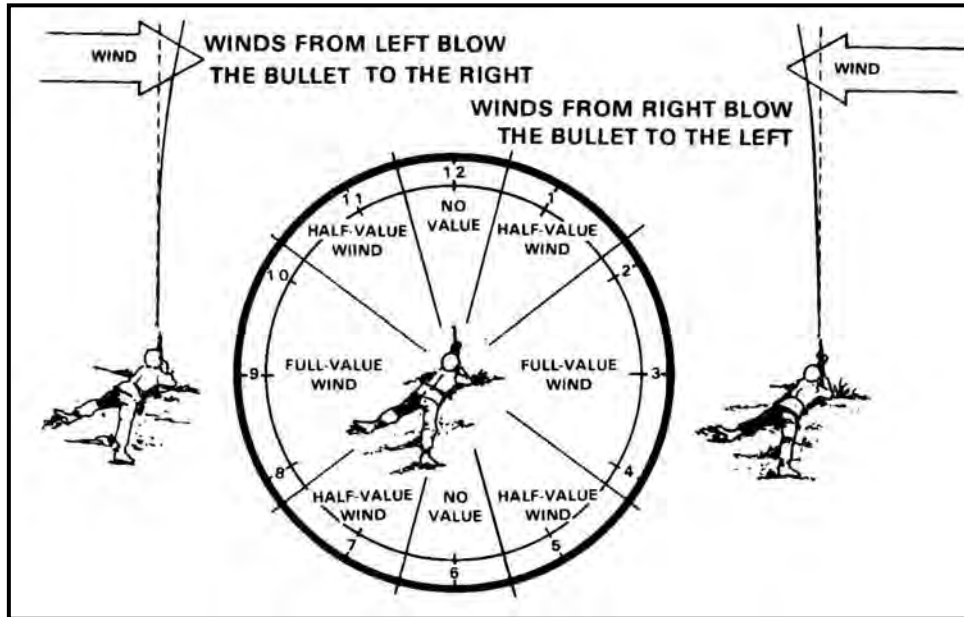 WIND
WINDS FROM LEFT BLOW
THE BULLET TO THE RIGHT
WIND
WINDS FROM RIGHT BLOW
THE BULLET TO THE LEFT
12
NO
VALUE
11
HALF-VALUE
WIIND
1
HALF-VALUE
WIND
10
2
9
FULL-VALUE
WIND
FULL-VALUE
WIND
3
8
4
HALF-VALUE
WIND
NO
VALUE
HALF-VALUE
WIND
7
5
6